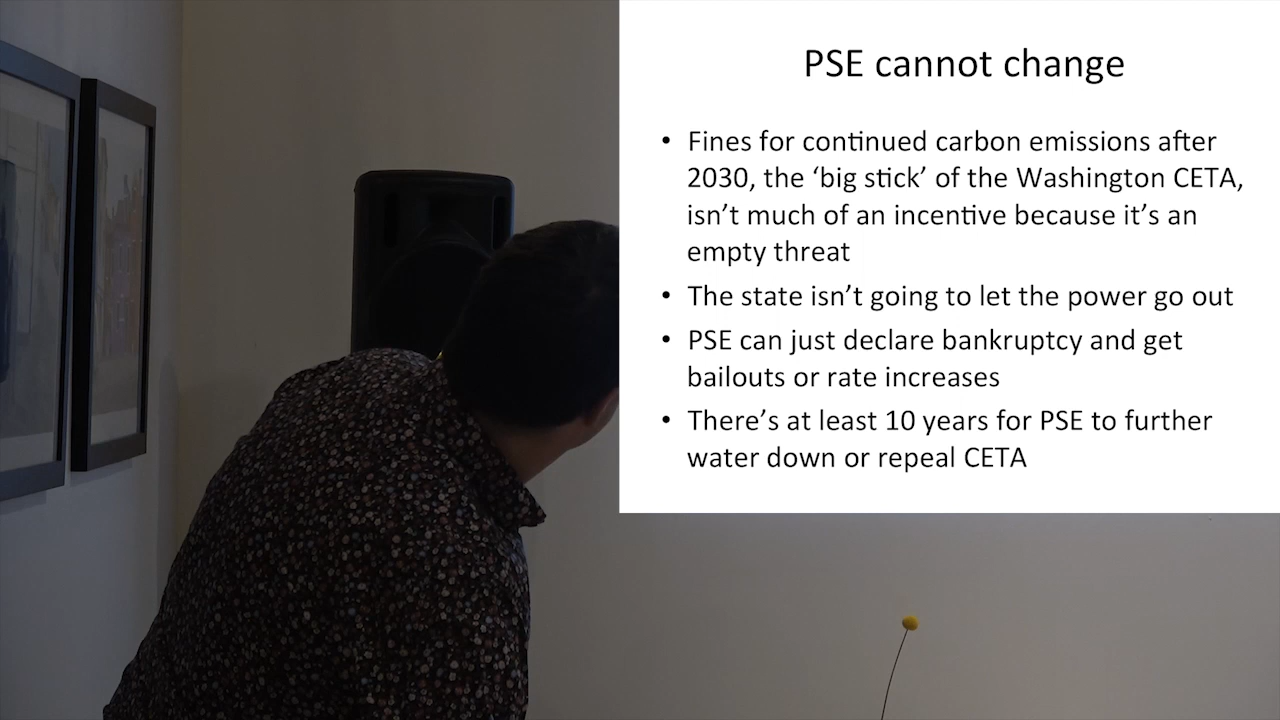 PSE cannot change
• Fines for continued carbon emissions after
2030, the ‘big stick’ of the Washington CETA,
isn’t much of an incentive because it’s an
empty threat
• The state isn’t going to let the power go out
• PSE can just declare bankruptcy and get
bailouts or rate increases
• There’s at least 10 years for PSE to further
water down or repeal CETA